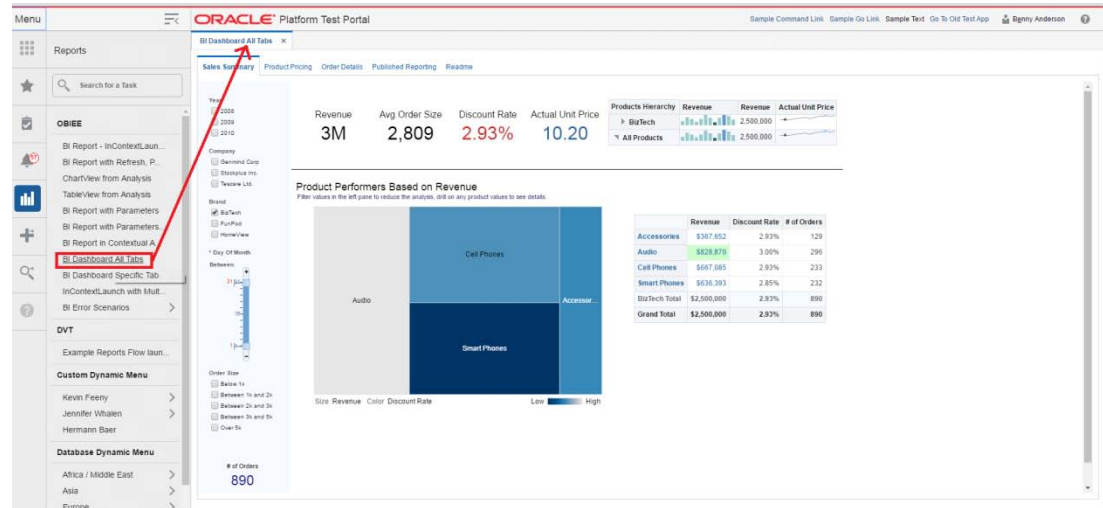 Menu
ORACLE Platform Test Portal
Sample Command Link Sample Go Link Sample Text Go To Old Test App Benny Anderson
BI Dashboard All Tabs ×
Reports
Search for a Task
OBIEE
BI Report - InContextLaun...
BI Report with Refresh, P...
ChartView from Analysis
TableView from Analysis
BI Report with Parameters
BI Report with Parameters...
BI Report in Contextual A...
BI Dashboard All Tabs
BI Dashboard Specific Tab
InContextLaunch with Mult...
BI Error Scenarios
DVT
Example Reports Flow laun...
Custom Dynamic Menu
Kevin Feeny
Jennifer Whalen
Hermann Baer
Database Dynamic Menu
Africa / Middle East
Asia
Europe
Sales Summary Product Pricing Order Details Published Reporting Readme
Year
2008
2009
2010
Company
Genmind Corp
Stockplus Inc.
Tescare Ltd.
Brand
BizTech
FunPod
HomeView
* Day Of Month
Between
Order Size
Below 1k
Between 1k and 2k
Between 2k and 3k
Between 3k and 5k
Over 5k
# of Orders
890
Revenue Avg Order Size Discount Rate Actual Unit Price
3M 2,809 2.93% 10.20
Products Hierarchy Revenue Revenue Actual Unit Price
BizTech 2,500,000
All Products 2,500,000
Product Performers Based on Revenue
Filter values in the left pane to reduce the analysis, drill on any product values to see details.
Cell Phones
Audio
Accessor...
Smart Phones
Size Revenue Color Discount Rate Low High
Revenue Discount Rate # of Orders
Accessories $367,652 2.93% 129
Audio $828,870 3.00% 296
Cell Phones $667,085 2.93% 233
Smart Phones $636,393 2.85% 232
BizTech Total $2,500,000 2.93% 890
Grand Total $2,500,000 2.93% 890